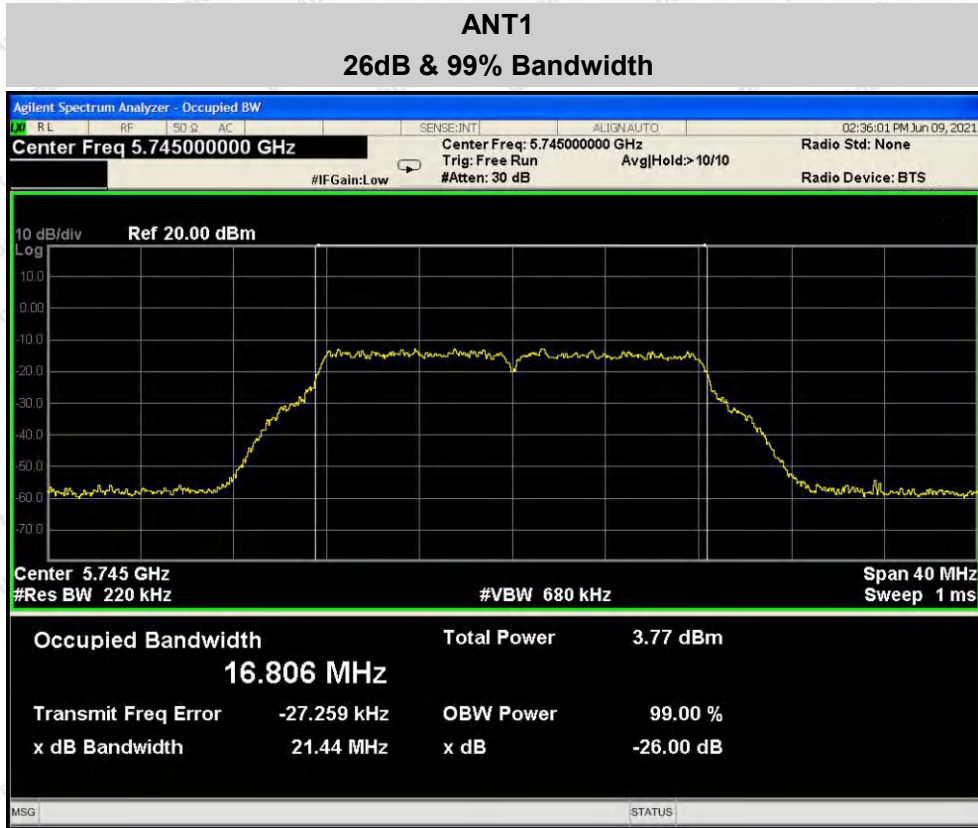 ANT1
26dB & 99% Bandwidth
Agilent Spectrum Analyzer - Occupied BW
LXI RL RF 50 Ω AC SENSE:INT ALIGNAUTO 02:36:01 PM Jun 09, 2021
Center Freq 5.745000000 GHz Center Freq: 5.745000000 GHz Radio Std: None
Trig: Free Run Avg|Hold:> 10/10
#IFGain:Low #Atten: 30 dB Radio Device: BTS
10 dB/div Ref 20.00 dBm
Log
10.0
0.00
-10.0
-20.0
-30.0
-40.0
-50.0
-60.0
-70.0
Center 5.745 GHz Span 40 MHz
#Res BW 220 kHz #VBW 680 kHz Sweep 1 ms
Occupied Bandwidth Total Power 3.77 dBm
16.806 MHz
Transmit Freq Error -27.259 kHz OBW Power 99.00 %
x dB Bandwidth 21.44 MHz x dB -26.00 dB
MSG STATUS